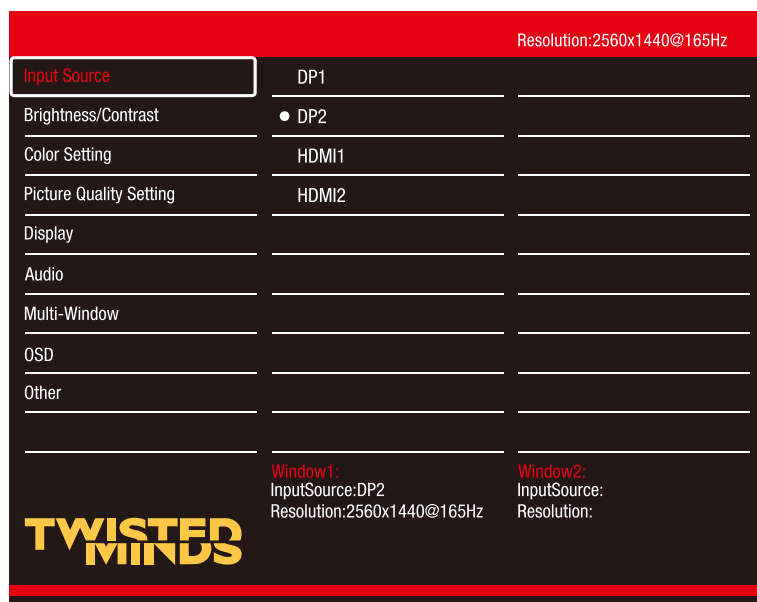 Resolution:2560x1440@165Hz
Input Source
DP1
Brightness/Contrast
DP2
Color Setting
HDMI1
Picture Quality Setting
HDMI2
Display
Audio
Multi-Window
OSD
Other
Window1:
InputSource:DP2
Resolution:2560x1440@165Hz
Window2:
InputSource:
Resolution:
TWISTED
MINDS